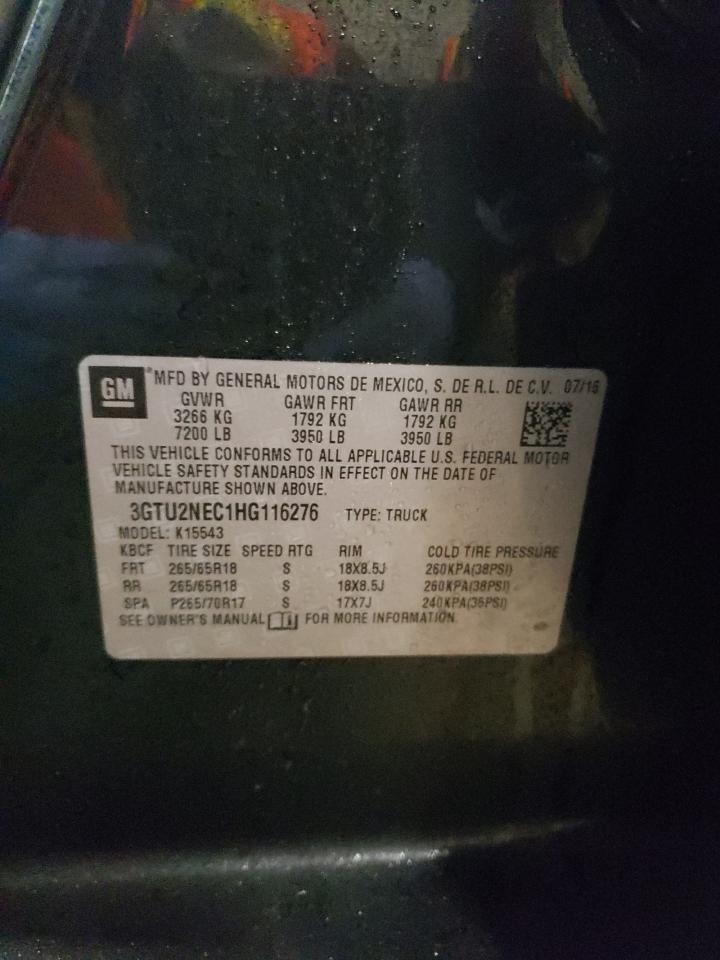 GM
*MFD BY GENERAL MOTORS DE MEXICO, S. DE R.L. DE C.V. 07/16
GVWR GAWR FRT GAWR RR
3266 KG 1792 KG 1792 KG
7200 LB 3950 LB 3950 LB
THIS VEHICLE CONFORMS TO ALL APPLICABLE U.S. FEDERAL MOTOR
VEHICLE SAFETY STANDARDS IN EFFECT ON THE DATE OF
MANUFACTURE SHOWN ABOVE.
3GTU2NEC1HG116276 TYPE: TRUCK
MODEL: K15543
KBCF TIRE SIZE SPEED RTG RIM COLD TIRE PRESSURE
FRT 265/65R18 S 18X8.5J 260KPA(38PSI)
RR 265/65R18 S 18X8.5J 260KPA(38PSI)
SPA P265/70R17 S 17X7J 240KPA(35PSI)
SEE OWNER'S MANUAL FOR MORE INFORMATION